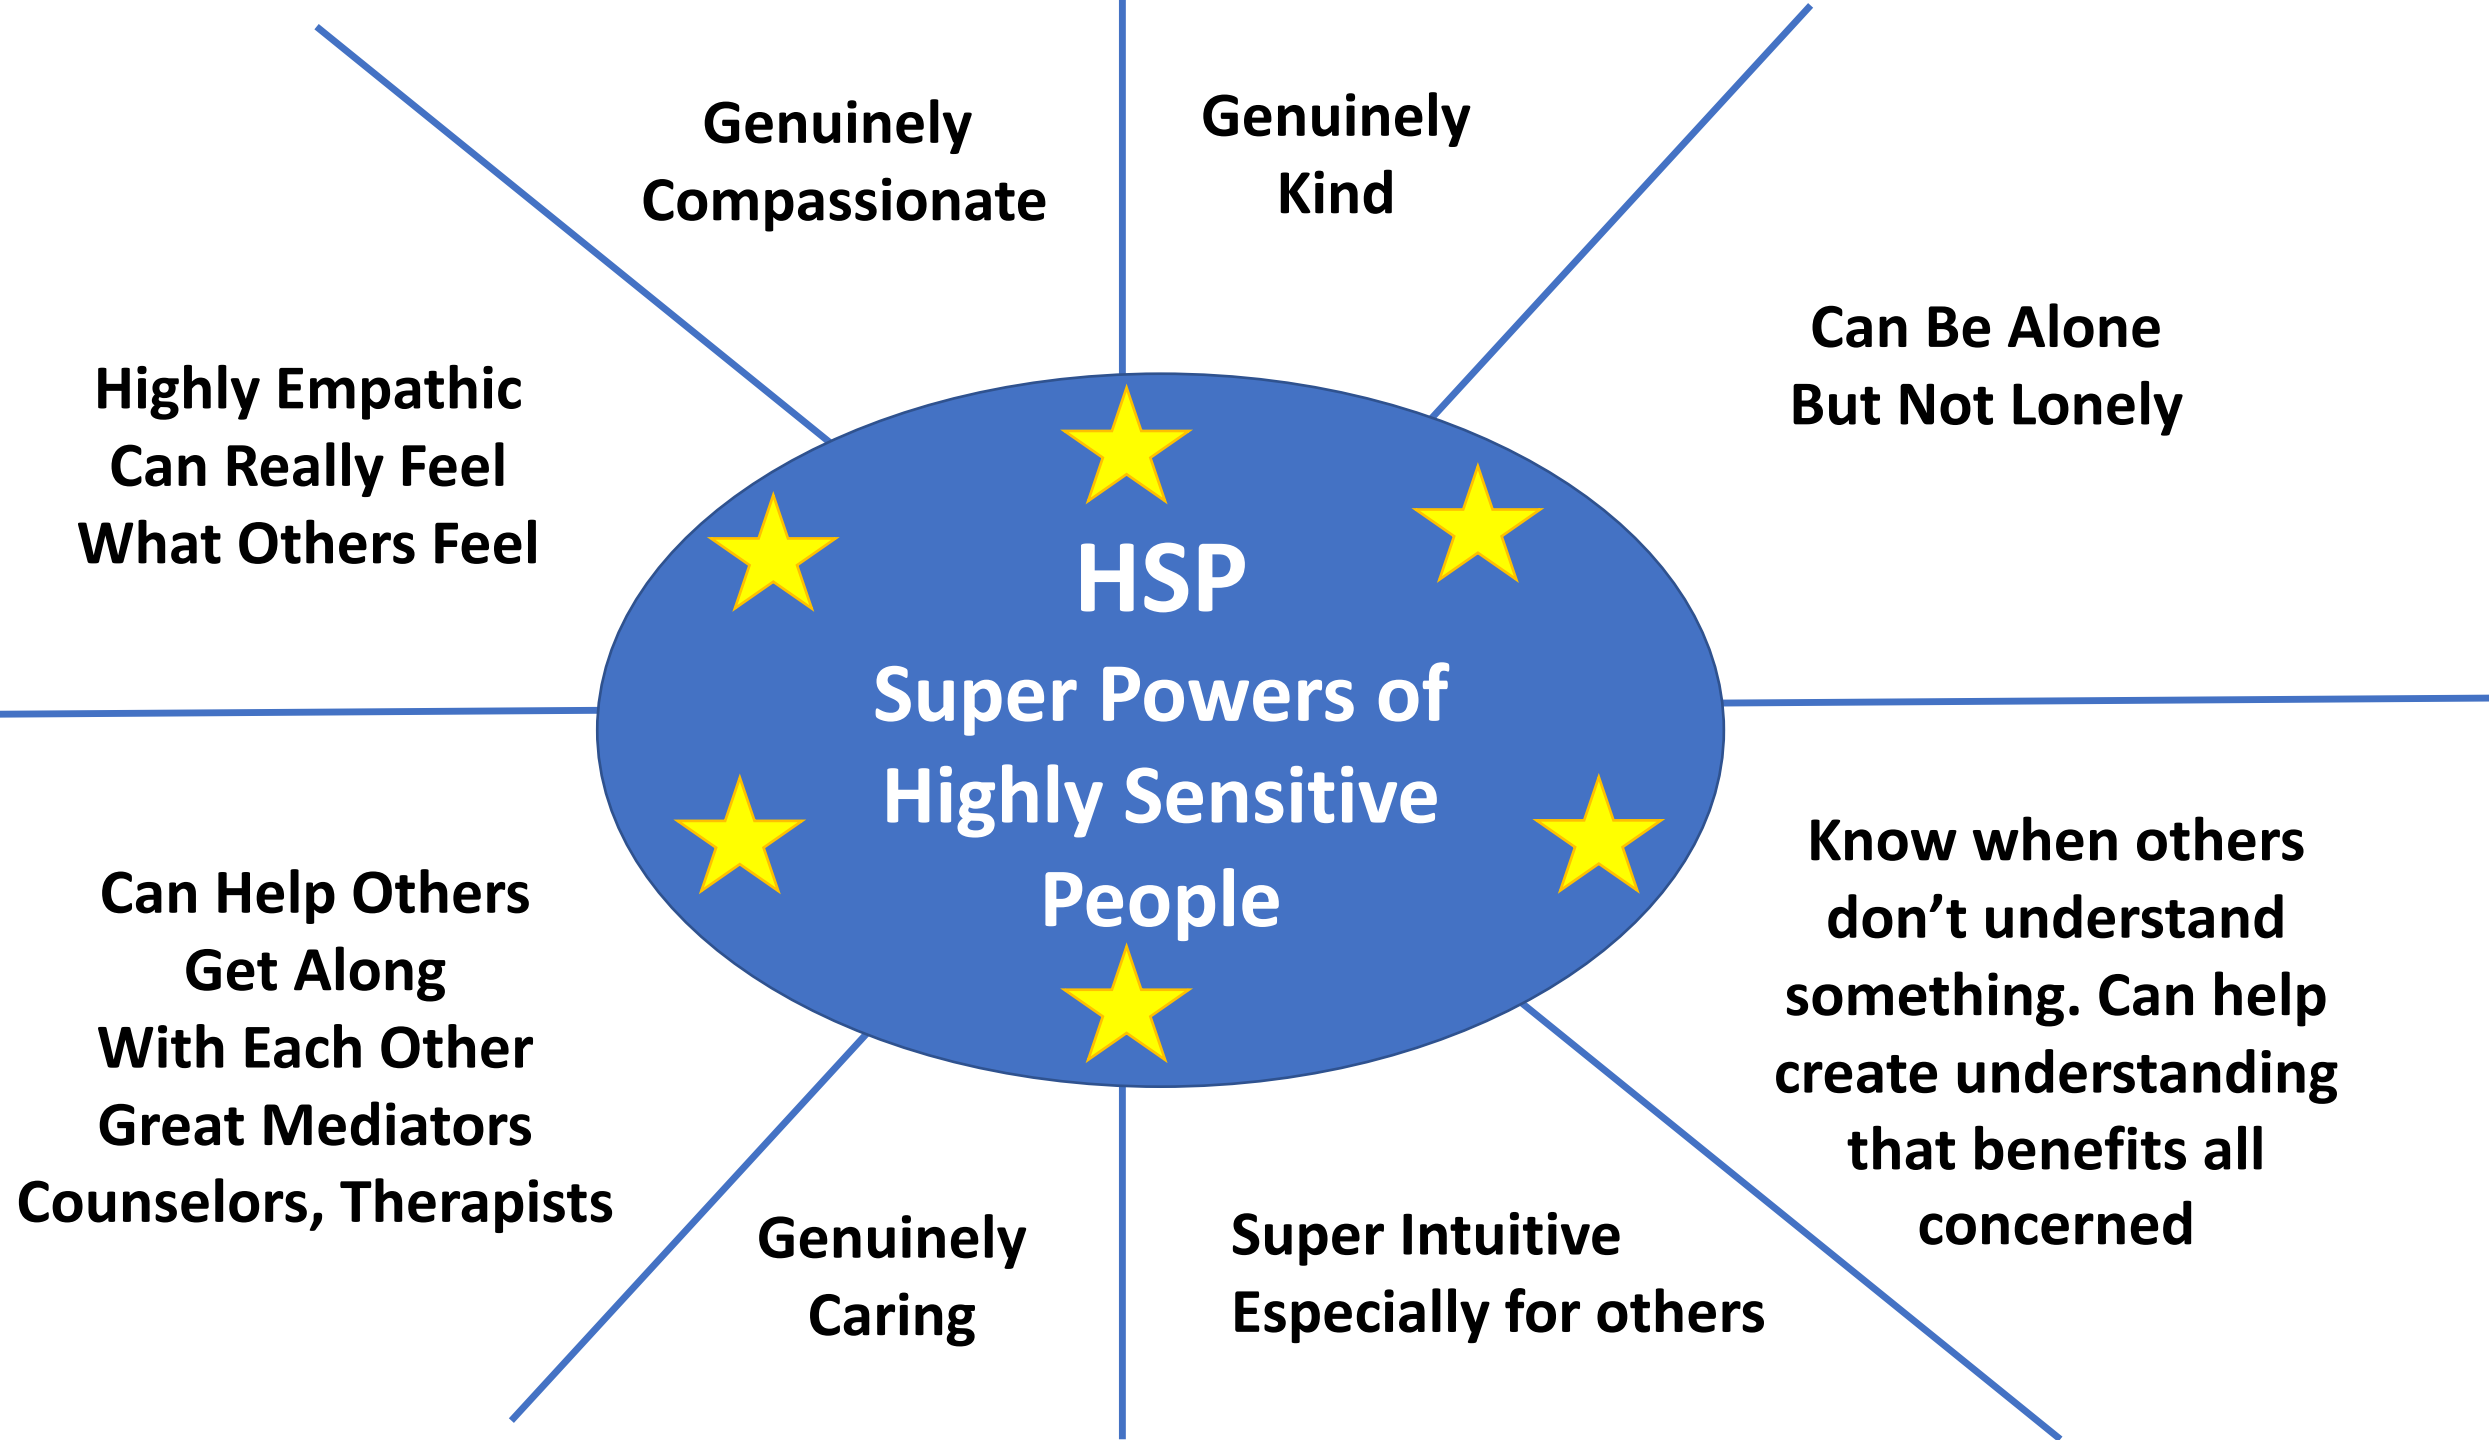 Genuinely
Compassionate
Genuinely
Kind
Can Be Alone
But Not Lonely
Highly Empathic
Can Really Feel
What Others Feel
HSP
Super Powers of
Highly Sensitive
People
Know when others
don’t understand
something. Can help
create understanding
that benefits all
concerned
Can Help Others
Get Along
With Each Other
Great Mediators
Counselors, Therapists
Genuinely
Caring
Super Intuitive
Especially for others